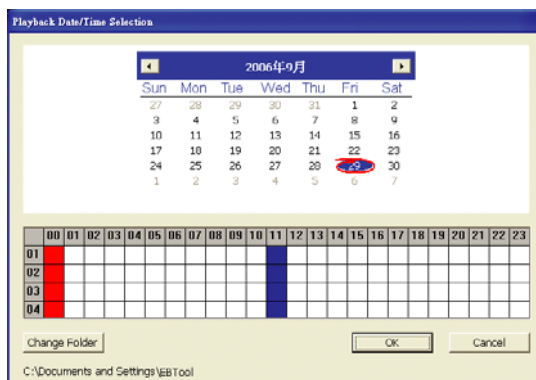 Playback Date/Time Selection
2006年9月
Sun Mon Tue Wed Thu Fri Sat
27 28 29 30 31 1 2
3 4 5 6 7 8 9
10 11 12 13 14 15 16
17 18 19 20 21 22 23
24 25 26 27 28 29 30
1 2 3 4 5 6 7
00 01 02 03 04 05 06 07 08 09 10 11 12 13 14 15 16 17 18 19 20 21 22 23
01
02
03
04
Change Folder OK Cancel
C:\Documents and Settings\EBTool